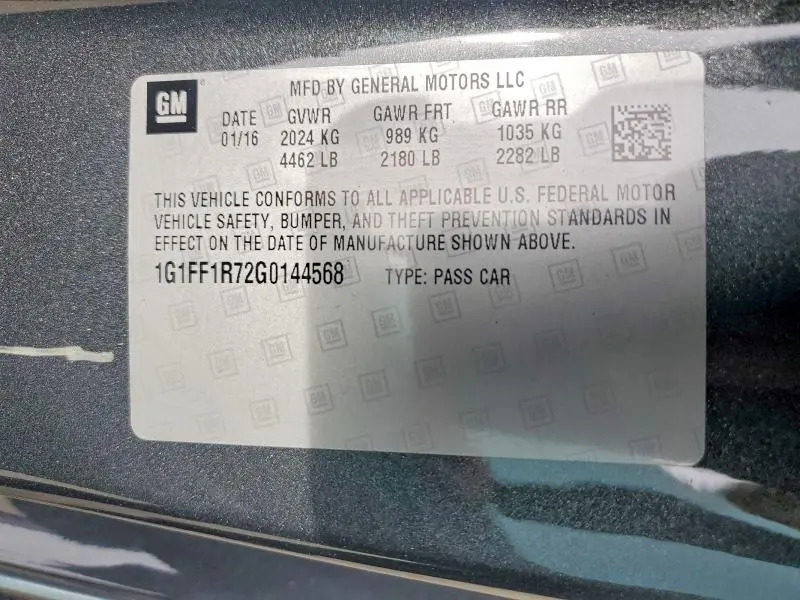 GM
MFD BY GENERAL MOTORS LLC
DATE GVWR GAWR FRT. GAWR RR
01/16 2024 KG 989 KG 1035 KG
4462 LB 2180 LB 2282 LB
THIS VEHICLE CONFORMS TO ALL APPLICABLE U.S. FEDERAL MOTOR
VEHICLE SAFETY, BUMPER, AND THEFT PREVENTION STANDARDS IN
EFFECT ON THE DATE OF MANUFACTURE SHOWN ABOVE.
1G1FF1R72G0144568 TYPE: PASS CAR